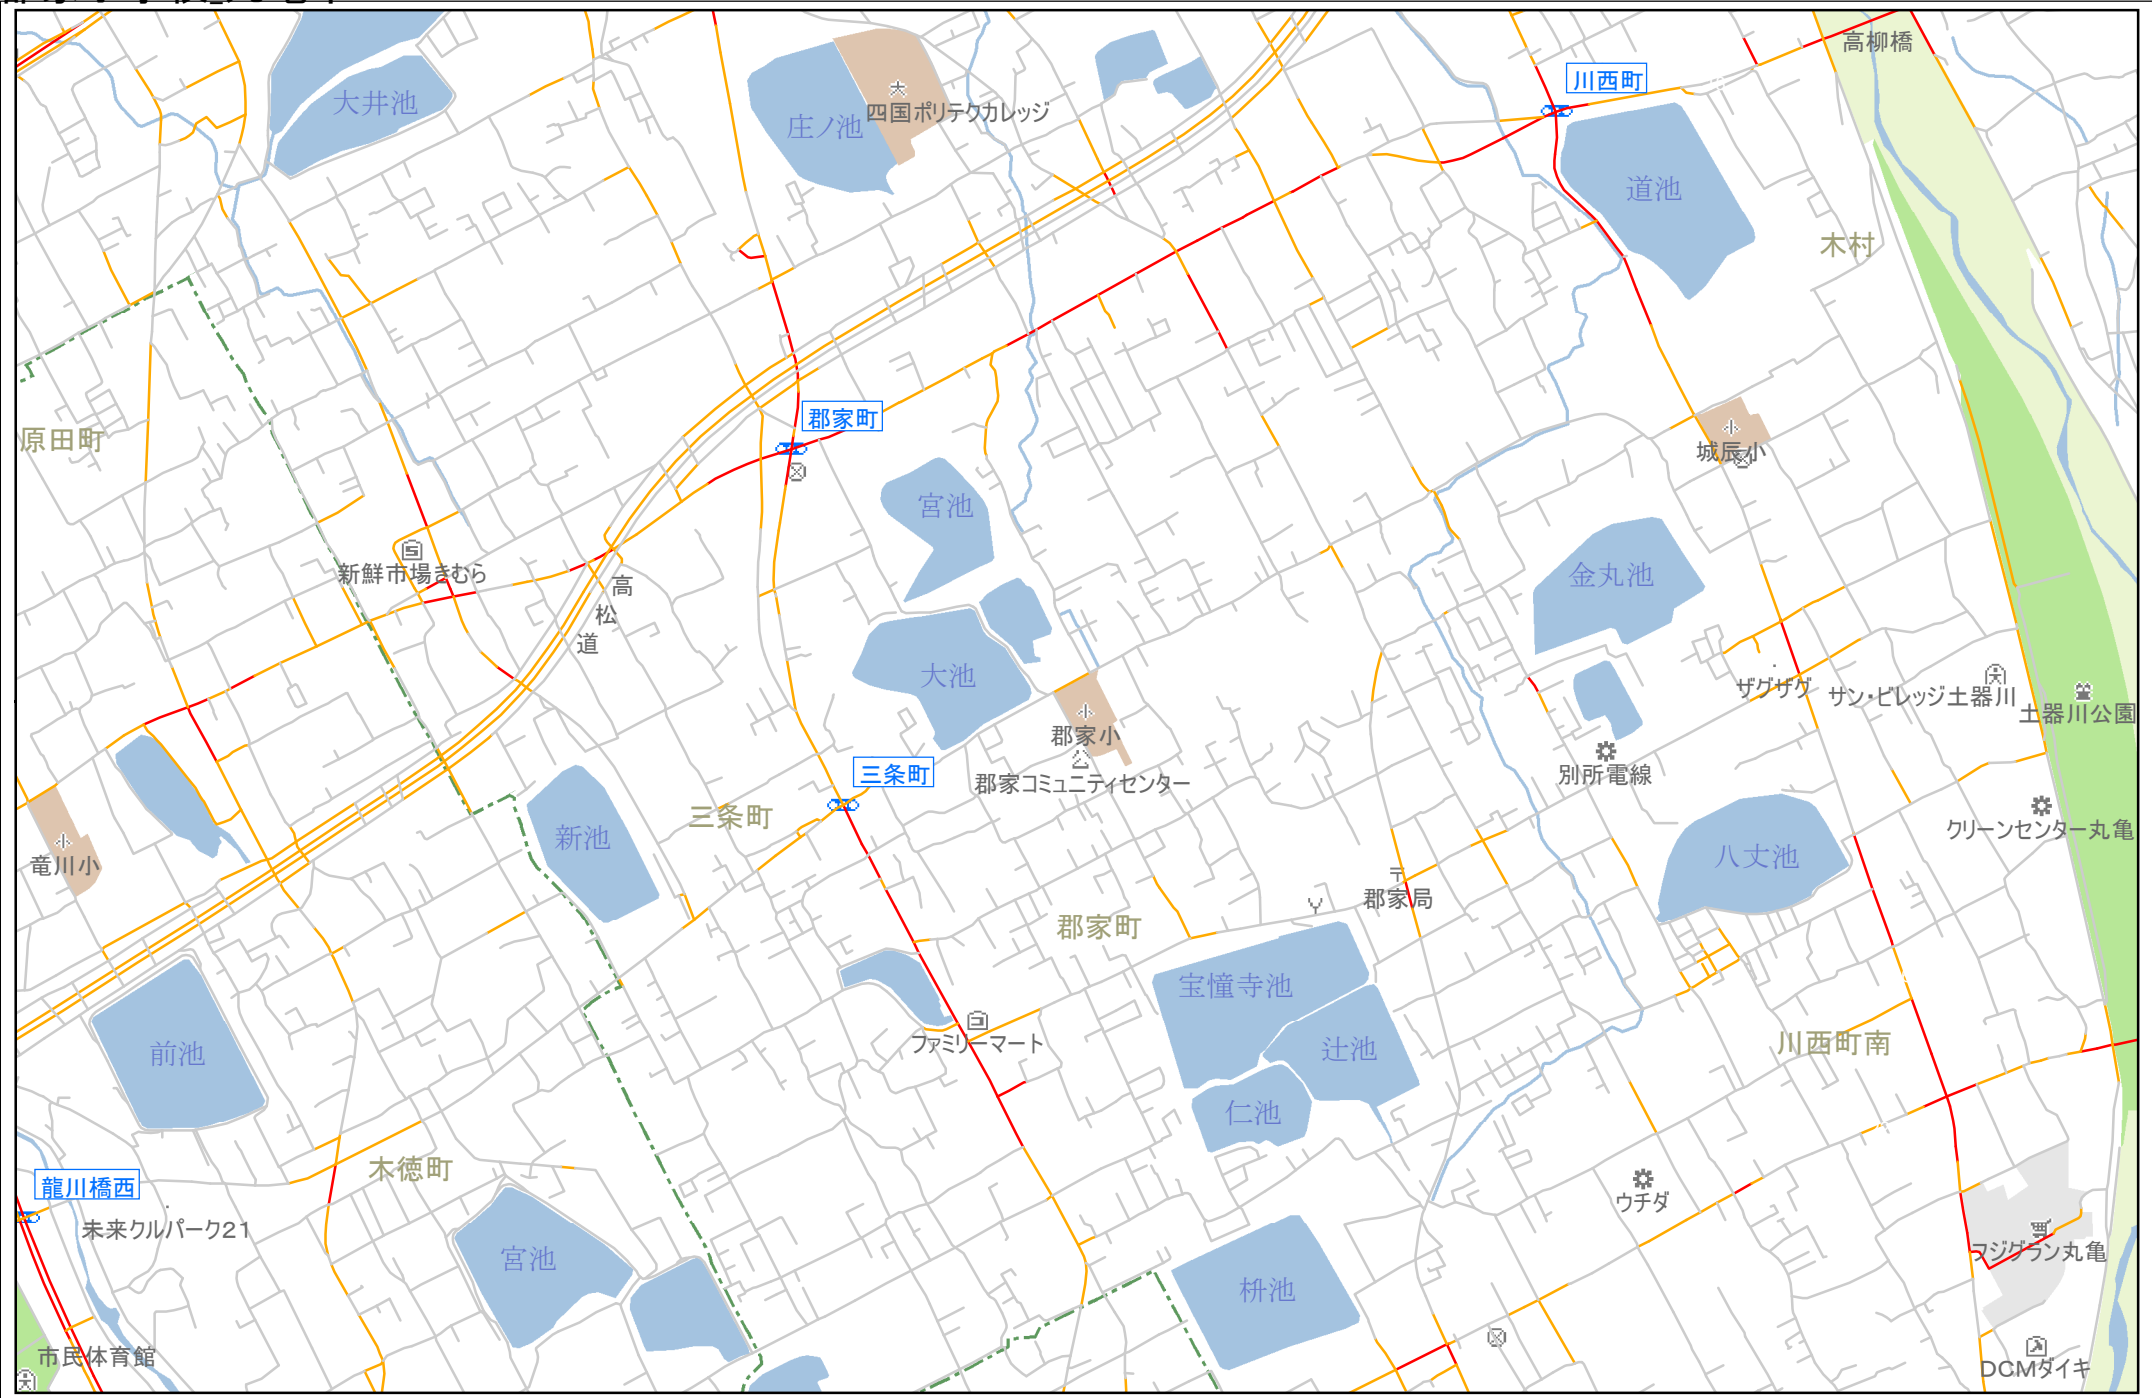 高柳橋
川西町
大井池
四国ポリテクカレッジ
庄ノ池
道池
木村
郡家町
原田町
城辰小
宮池
新鮮市場きむら
金丸池
高
松
道
大池
ザグザグ
サン・ビレッジ土器川
土器川公園
郡家小
三条町
別所電線
郡家コミュニティセンター
三条町
新池
クリーンセンター丸亀
八丈池
竜川小
郡家局
郡家町
宝憧寺池
ファミリーマート
川西町南
前池
辻池
仁池
木徳町
龍川橋西
ウチダ
未来クルパーク21
フジグラン丸亀
宮池
枡池
市民体育館
DCMダイキ